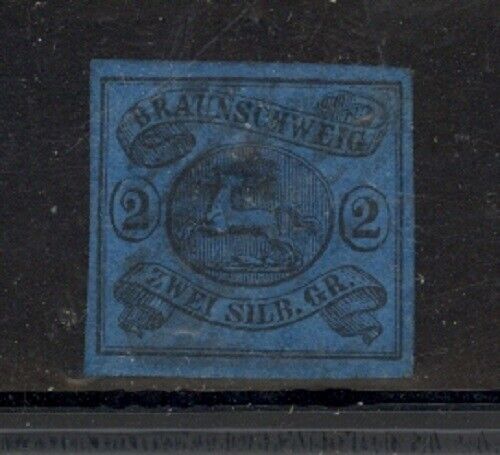 BRAUNSCHWEIG
2 2
ZWEI SILB. GR.